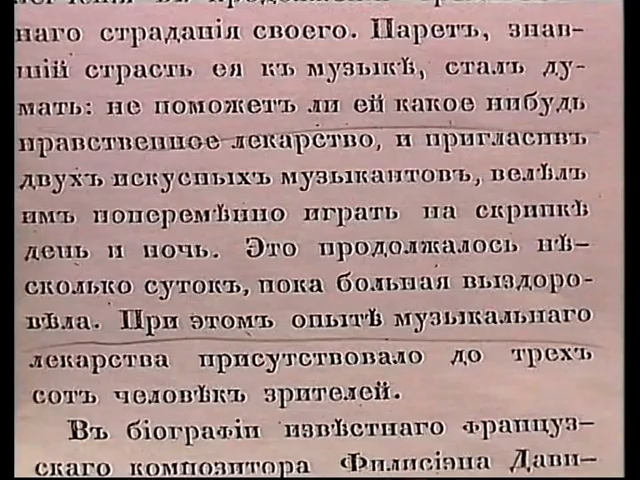 наго страданія своего. Паретъ, знав-
шій страсть ея къ музыкѣ, сталъ ду-
мать: не поможетъ ли ей какое нибудь
нравственное лекарство, и пригласивъ
двухъ искусныхъ музыкантовъ, велѣлъ
имъ поперемѣнно играть на скрипкѣ
день и ночь. Это продолжалось нѣ-
сколько сутокъ, пока больная выздоро-
вѣла. При этомъ опытѣ музыкальнаго
лекарства присутствовало до трехъ
сотъ человѣкъ зрителей.
Въ біографіи извѣстнаго француз-
скаго композитора Филисіэна Дави-